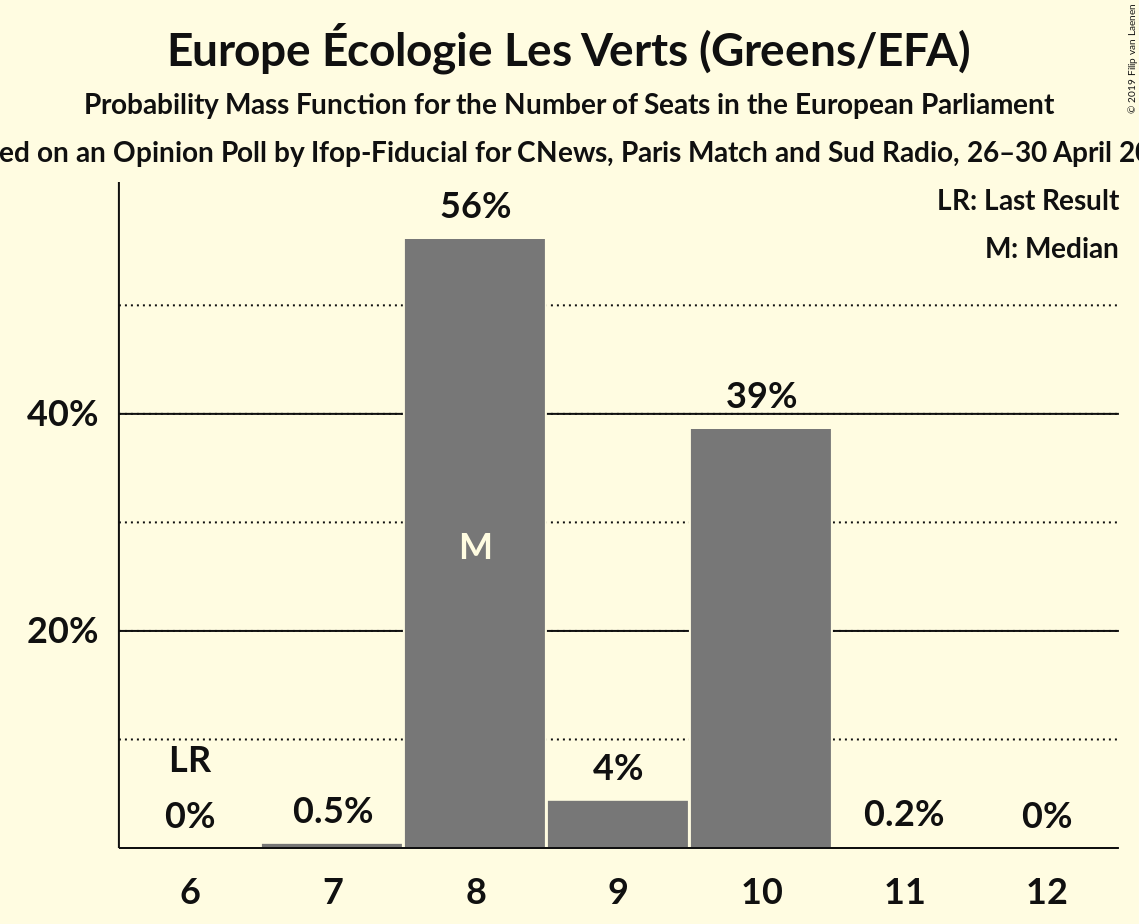 Europe Écologie Les Verts (Greens/EFA)
Probability Mass Function for the Number of Seats in the European Parliament
on an Opinion Poll by Ifop-Fiducial for CNews, Paris Match and Sud Radio, 26–30 April
© 2019 Filip van Laenen
LR: Last Result
M: Median
56%
39%
40%
M
20%
LR
4%
0%
0.5%
0.2%
0%
6 7 8 9 10 11 12